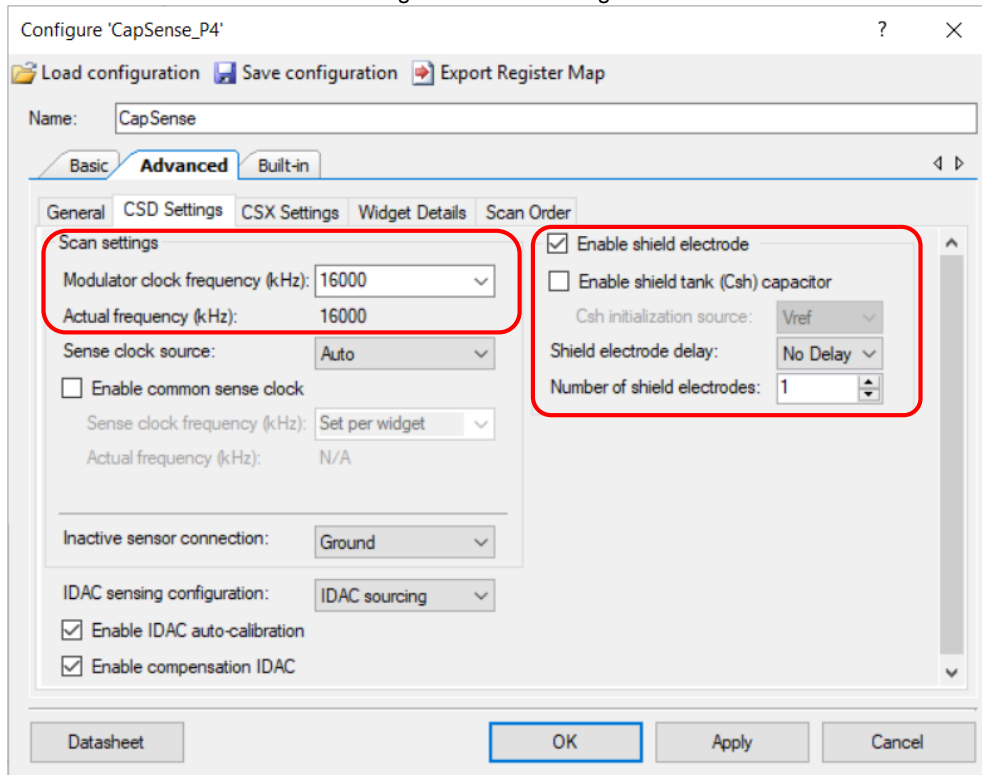 Configure 'CapSense_P4'
?
Load configuration Save configuration Export Register Map
Name: CapSense
Basic Advanced Built-in
General CSD Settings CSX Settings Widget Details Scan Order
Scan settings
Modulator clock frequency (kHz): 16000
Actual frequency (kHz): 16000
Sense clock source: Auto
Enable common sense clock
Sense clock frequency (kHz): Set per widget
Actual frequency (kHz): N/A
Inactive sensor connection: Ground
IDAC sensing configuration: IDAC sourcing
Enable IDAC auto-calibration
Enable compensation IDAC
Enable shield electrode
Enable shield tank (Csh) capacitor
Csh initialization source: Vref
Shield electrode delay: No Delay
Number of shield electrodes: 1
Datasheet OK Apply Cancel